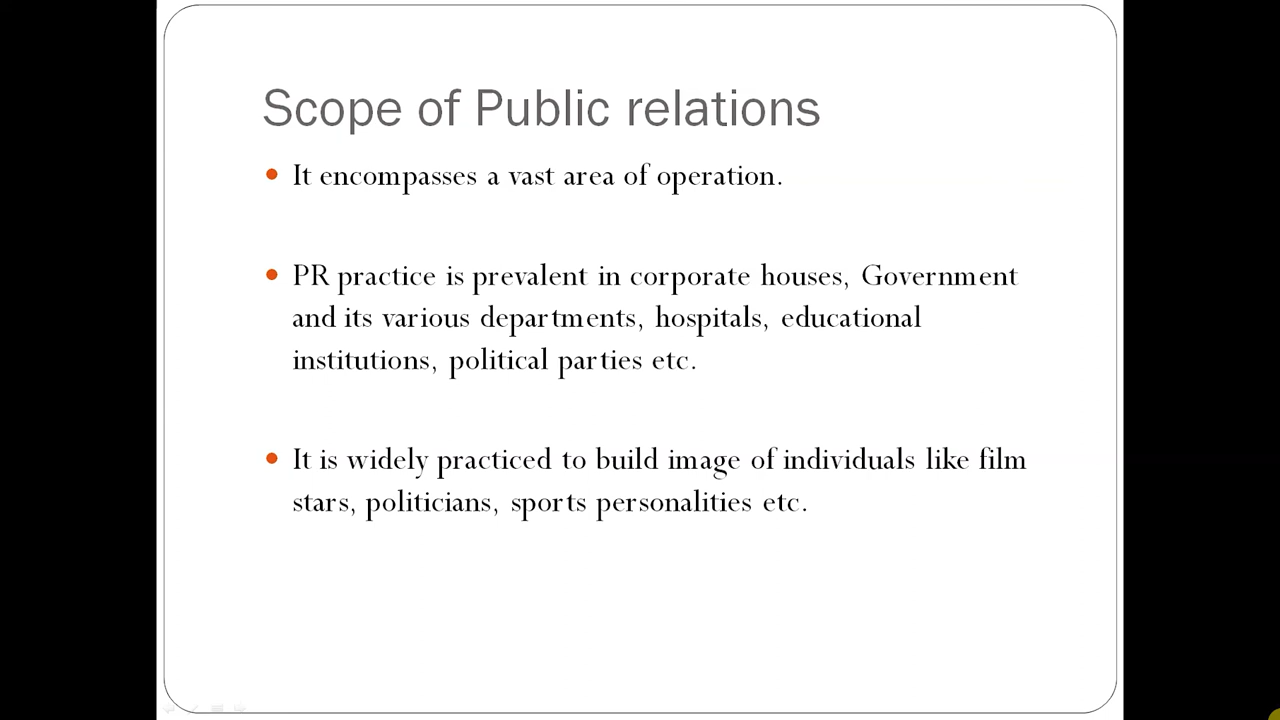 Scope of Public relations
• It encompasses a vast area of operation.
• PR practice is prevalent in corporate houses, Government
and its various departments, hospitals, educational
institutions, political parties etc.
• It is widely practiced to build image of individuals like film
stars, politicians, sports personalities etc.